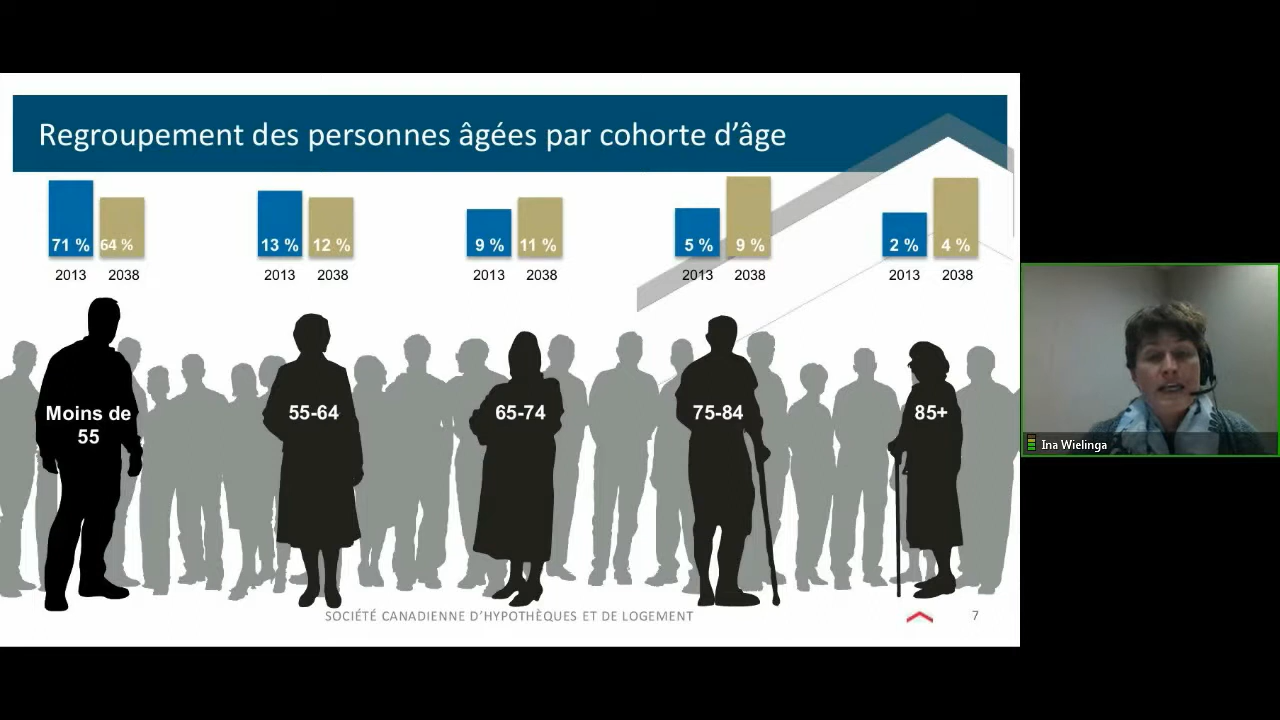 Regroupement des personnes âgées par cohorte d’âge
71 % 64 %
2013 2038
13 % 12 %
2013 2038
9 % 11 %
2013 2038
5 % 9 %
2013 2038
2 % 4 %
2013 2038
Moins de
55
55-64
65-74
75-84
85+
Ina Wielinga
SOCIÉTÉ CANADIENNE D’HYPOTHÈQUES ET DE LOGEMENT
7